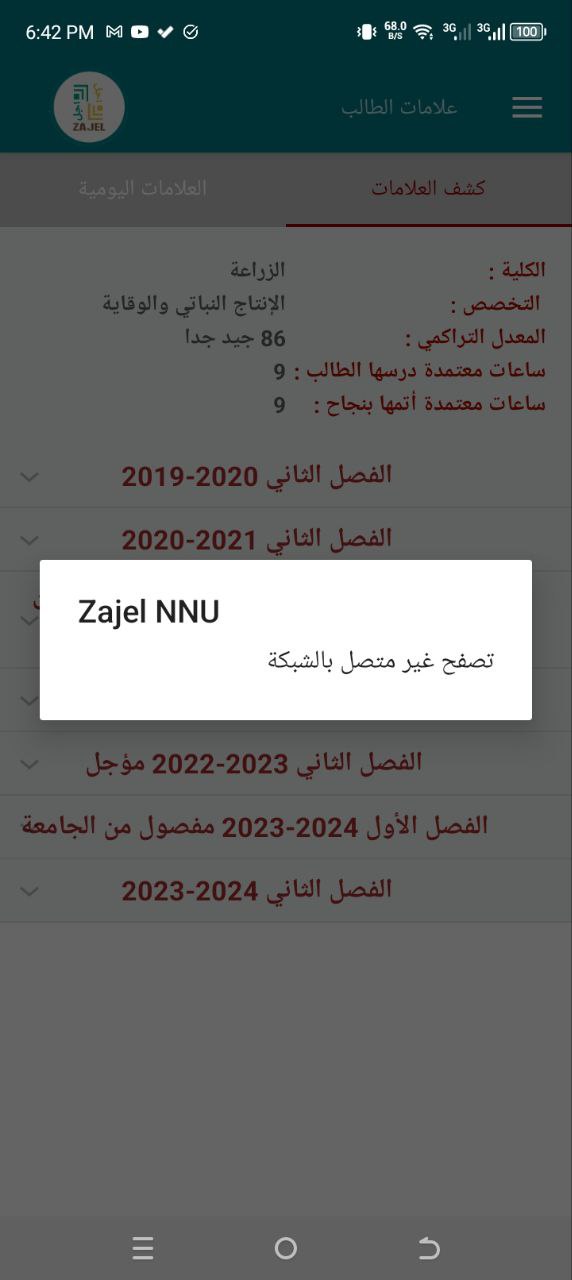 6:42 PM
68.0 B/S 3G 3G 100
علامات الطالب
زاجل
ZAJEL
كشف العلامات
العلامات اليومية
الكلية : الزراعة
التخصص : الإنتاج النباتي والوقاية
المعدل التراكمي : 86 جيد جدا
ساعات معتمدة درسها الطالب : 9
ساعات معتمدة أتمها بنجاح : 9
الفصل الثاني 2020-2019
الفصل الثاني 2021-2020
Zajel NNU
تصفح غير متصل بالشبكة
الفصل الثاني 2023-2022 مؤجل
الفصل الأول 2024-2023 مفصول من الجامعة
الفصل الثاني 2024-2023